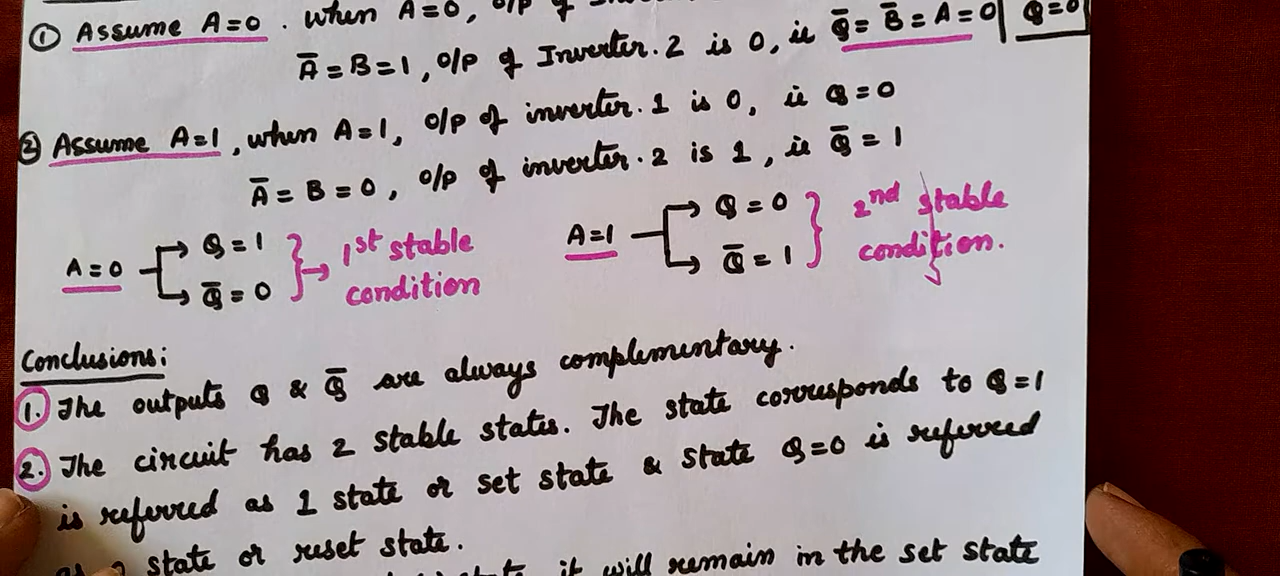 ① Assume A=0. when A=0, o/p of
Ā = B = 1, o/p of Inverter. 2 is 0, ie Q̄ = B̄ = A = 0 Q=0
② Assume A=1, when A=1, o/p of inverter. 1 is 0, ie Q = 0
Ā = B = 0, o/p of inverter. 2 is 1, ie Q̄ = 1
A = 0 → Q = 1 } → 1st stable
→ Q̄ = 0 condition
A=1 → Q = 0 } 2nd stable
→ Q̄ = 1 condition.
Conclusions:
1. The outputs Q & Q̄ are always complementary.
2. The circuit has 2 stable states. The state corresponds to Q=1
is referred as 1 state or set state & state Q=0 is referred
as 0 state or reset state.
it will remain in the set state